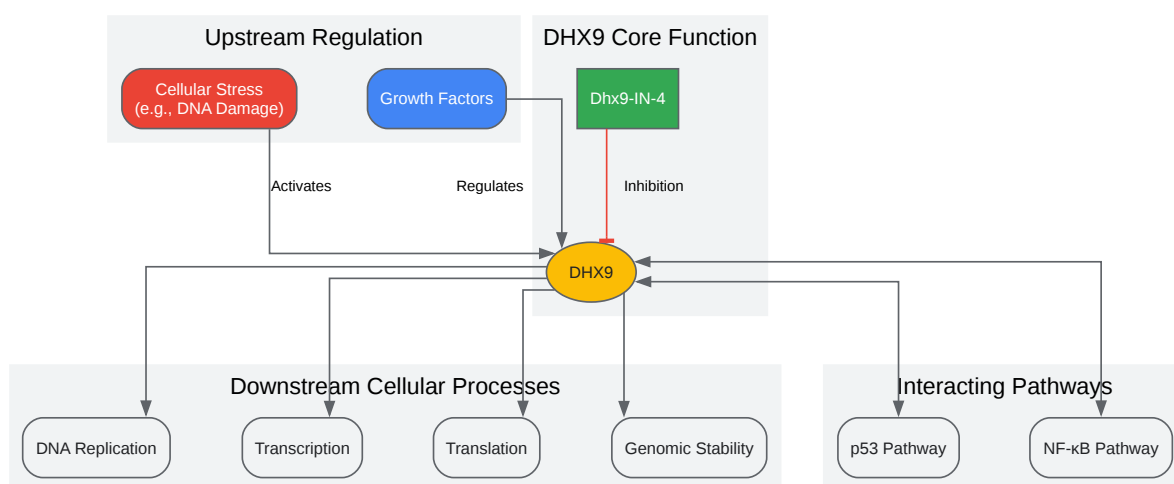 Upstream Regulation
DHX9 Core Function
Cellular Stress
(e.g., DNA Damage)
Growth Factors
Dhx9-IN-4
Activates
Regulates
Inhibition
DHX9
Downstream Cellular Processes
Interacting Pathways
DNA Replication
Transcription
Translation
Genomic Stability
p53 Pathway
NF-κB Pathway